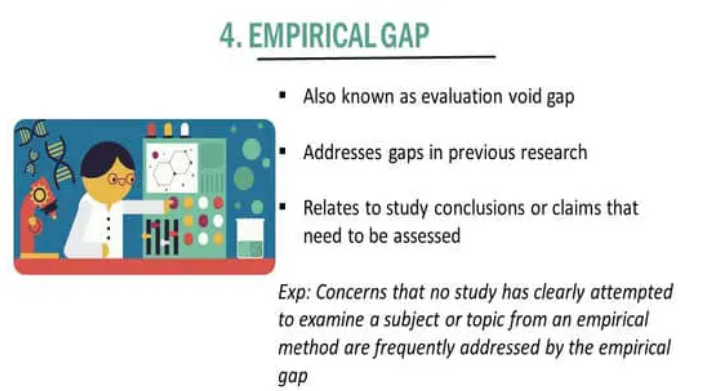 4. EMPIRICAL GAP
▪ Also known as evaluation void gap
▪ Addresses gaps in previous research
▪ Relates to study conclusions or claims that
need to be assessed
Exp: Concerns that no study has clearly attempted
to examine a subject or topic from an empirical
method are frequently addressed by the empirical
gap